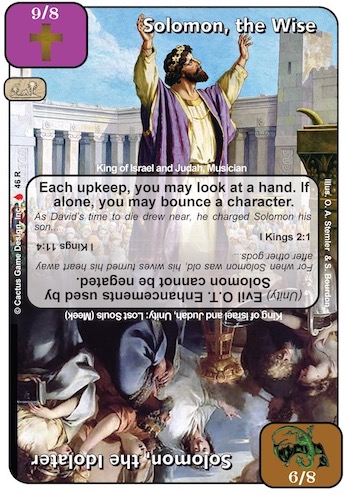 9/8
Solomon, the Wise
King of Israel and Judah, Musician
Each upkeep, you may look at a hand. If
alone, you may bounce a character.
As David's time to die drew near, he charged Solomon his
son...
I Kings 2:1
I Kings 11:4
For when Solomon was old, his wives turned his heart away
after other gods...
(Unity) Evil O.T. Enhancements used by
Solomon cannot be negated.
King of Israel and Judah, Unity: Lost Souls (Meek)
Solomon, the Idolater
6/8
© Cactus Game Design, Inc. 46 R
Illus. O. A. Stemler & S. Bourdon